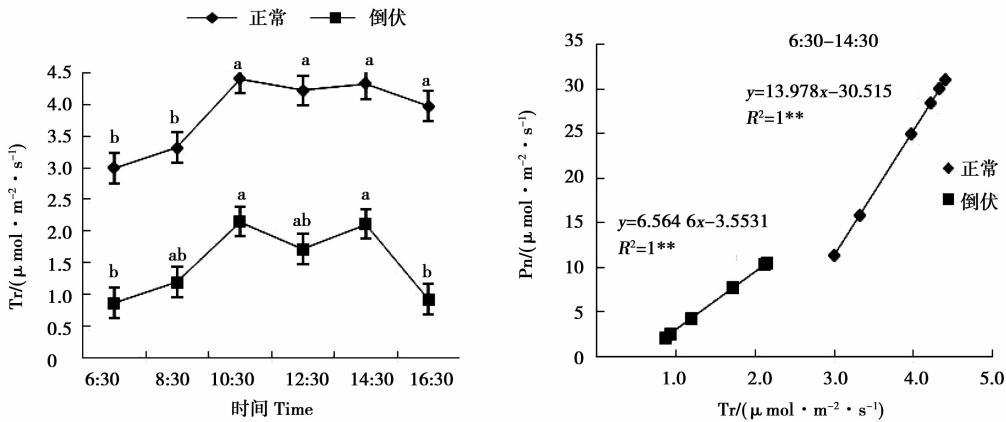 正常 倒伏
Tr/(μ mol·m⁻²·s⁻¹)
4.5
4.0
3.5
3.0
2.5
2.0
1.5
1.0
0.5
0
b b a a a a
b ab a ab a b
6:30 8:30 10:30 12:30 14:30 16:30
时间 Time
6:30–14:30
Pn/(μ mol·m⁻²·s⁻¹)
35
30
25
20
15
10
5
0
y=13.978x−30.515
R²=1**
y=6.564 6x−3.5531
R²=1**
正常
倒伏
1.0 2.0 3.0 4.0 5.0
Tr/(μ mol·m⁻²·s⁻¹)